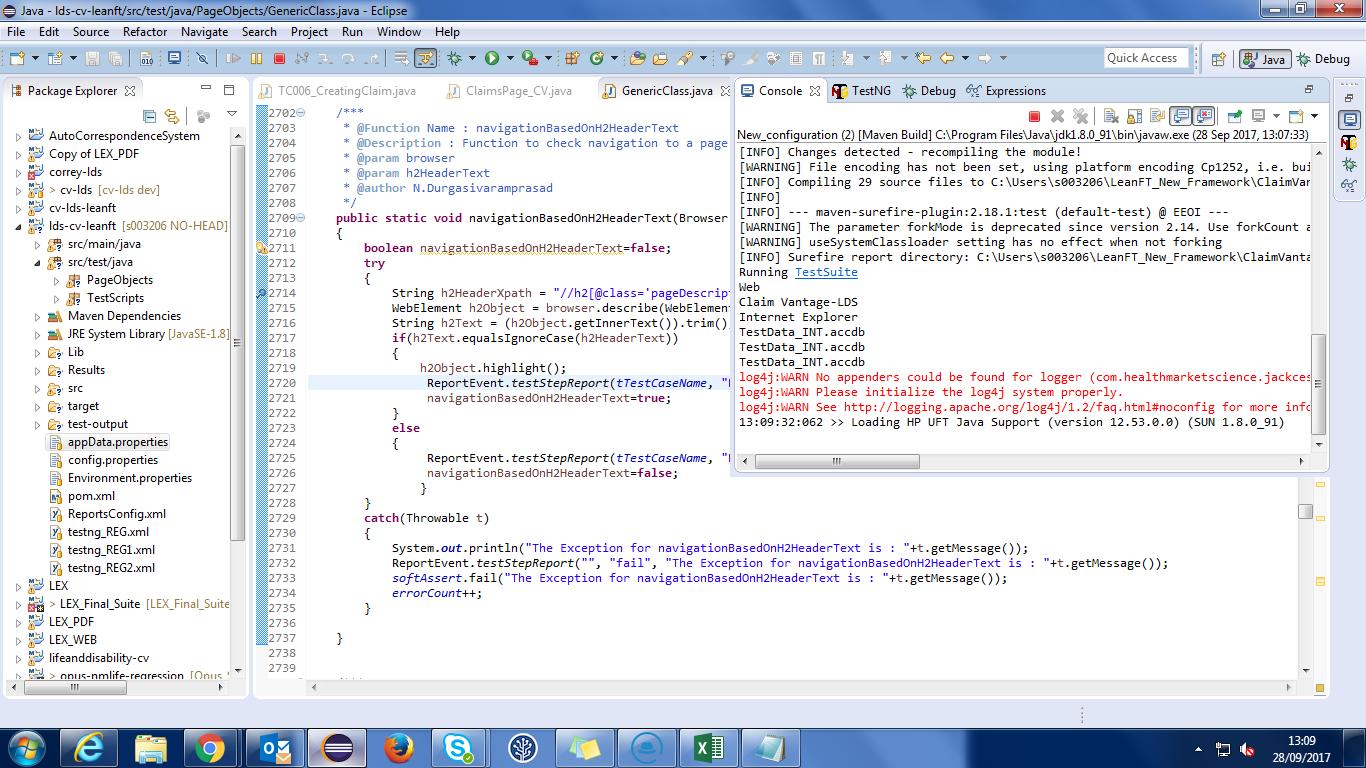 Java - lds-cv-leanft/src/test/java/PageObjects/GenericClass.java - Eclipse
File Edit Source Refactor Navigate Search Project Run Window Help
Quick Access
Java
Debug
Package Explorer
AutoCorrespondenceSystem
Copy of LEX_PDF
correy-lds
> cv-lds [cv-lds dev]
cv-lds-leanft
lds-cv-leanft [s003206 NO-HEAD]
src/main/java
src/test/java
PageObjects
TestScripts
Maven Dependencies
JRE System Library [JavaSE-1.8]
Lib
Results
src
target
test-output
appData.properties
config.properties
Environment.properties
pom.xml
ReportsConfig.xml
testng_REG.xml
testng_REG1.xml
testng_REG2.xml
LEX
> LEX_Final_Suite [LEX_Final_Suite
LEX_PDF
LEX_WEB
lifeanddisability-cv
> opus-nmlife-regression [Opus_
TC006_CreatingClaim.java
ClaimsPage_CV.java
GenericClass.java
2702 /***
2703 * @Function Name : navigationBasedOnH2HeaderText
2704 * @Description : Function to check navigation to a page
2705 * @param browser
2706 * @param h2HeaderText
2707 * @author N.Durgasivaramprasad
2708 */
2709 public static void navigationBasedOnH2HeaderText(Browser
2710 {
2711 boolean navigationBasedOnH2HeaderText=false;
2712 try
2713 {
2714 String h2HeaderXpath = "//h2[@class='pageDescript
2715 WebElement h2Object = browser.describe(WebElement
2716 String h2Text = (h2Object.getInnerText()).trim()
2717 if(h2Text.equalsIgnoreCase(h2HeaderText))
2718 {
2719 h2Object.highlight();
2720 ReportEvent.testStepReport(tTestCaseName, "
2721 navigationBasedOnH2HeaderText=true;
2722 }
2723 else
2724 {
2725 ReportEvent.testStepReport(tTestCaseName, "
2726 navigationBasedOnH2HeaderText=false;
2727 }
2728 }
2729 catch(Throwable t)
2730 {
2731 System.out.println("The Exception for navigationBasedOnH2HeaderText is : "+t.getMessage());
2732 ReportEvent.testStepReport("", "fail", "The Exception for navigationBasedOnH2HeaderText is : "+t.getMessage());
2733 softAssert.fail("The Exception for navigationBasedOnH2HeaderText is : "+t.getMessage());
2734 errorCount++;
2735 }
2736
2737 }
2738
2739
Console
TestNG
Debug
Expressions
New_configuration (2) [Maven Build] C:\Program Files\Java\jdk1.8.0_91\bin\javaw.exe (28 Sep 2017, 13:07:33)
[INFO] Changes detected - recompiling the module!
[WARNING] File encoding has not been set, using platform encoding Cp1252, i.e. bui
[INFO] Compiling 29 source files to C:\Users\s003206\LeanFT_New_Framework\ClaimVan
[INFO]
[INFO] --- maven-surefire-plugin:2.18.1:test (default-test) @ EEOI ---
[WARNING] The parameter forkMode is deprecated since version 2.14. Use forkCount a
[WARNING] useSystemClassloader setting has no effect when not forking
[INFO] Surefire report directory: C:\Users\s003206\LeanFT_New_Framework\ClaimVanta
Running TestSuite
Web
Claim Vantage-LDS
Internet Explorer
TestData_INT.accdb
TestData_INT.accdb
TestData_INT.accdb
log4j:WARN No appenders could be found for logger (com.healthmarketscience.jackces
log4j:WARN Please initialize the log4j system properly.
log4j:WARN See http://logging.apache.org/log4j/1.2/faq.html#noconfig for more info
13:09:32:062 >> Loading HP UFT Java Support (version 12.53.0.0) (SUN 1.8.0_91)
13:09
28/09/2017